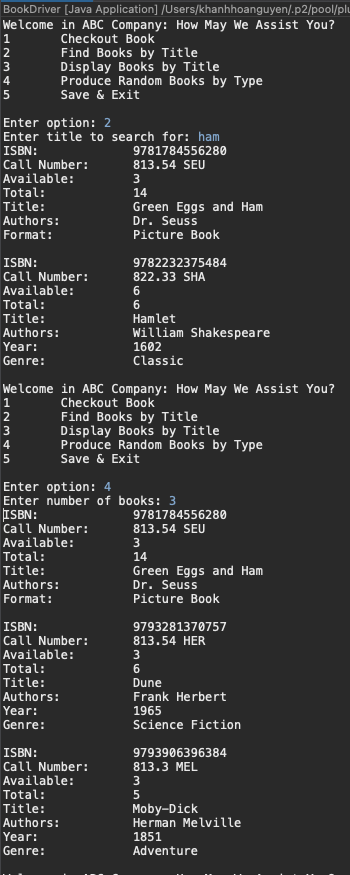 BookDriver [Java Application] /Users/khanhhoanguyen/.p2/pool/plu
Welcome in ABC Company: How May We Assist You?
1 Checkout Book
2 Find Books by Title
3 Display Books by Title
4 Produce Random Books by Type
5 Save & Exit
Enter option: 2
Enter title to search for: ham
ISBN: 9781784556280
Call Number: 813.54 SEU
Available: 3
Total: 14
Title: Green Eggs and Ham
Authors: Dr. Seuss
Format: Picture Book
ISBN: 9782232375484
Call Number: 822.33 SHA
Available: 6
Total: 6
Title: Hamlet
Authors: William Shakespeare
Year: 1602
Genre: Classic
Welcome in ABC Company: How May We Assist You?
1 Checkout Book
2 Find Books by Title
3 Display Books by Title
4 Produce Random Books by Type
5 Save & Exit
Enter option: 4
Enter number of books: 3
ISBN: 9781784556280
Call Number: 813.54 SEU
Available: 3
Total: 14
Title: Green Eggs and Ham
Authors: Dr. Seuss
Format: Picture Book
ISBN: 9793281370757
Call Number: 813.54 HER
Available: 3
Total: 6
Title: Dune
Authors: Frank Herbert
Year: 1965
Genre: Science Fiction
ISBN: 9793906396384
Call Number: 813.3 MEL
Available: 3
Total: 5
Title: Moby-Dick
Authors: Herman Melville
Year: 1851
Genre: Adventure